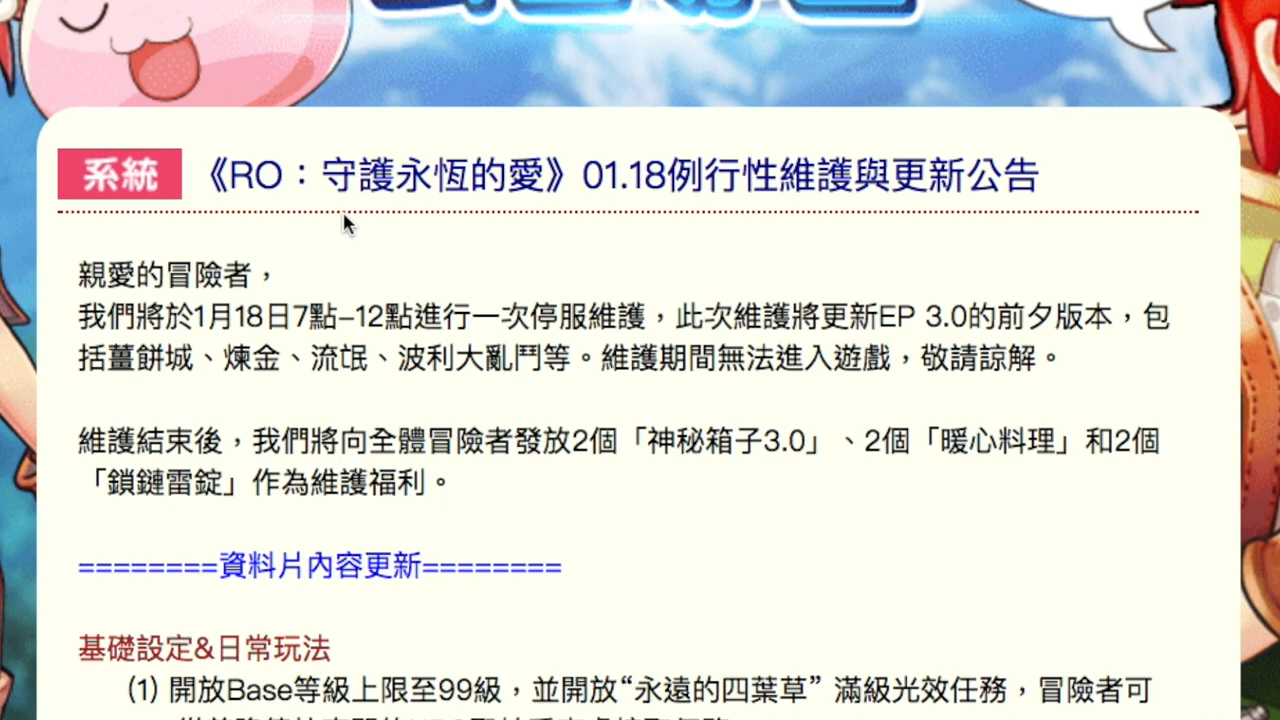 系統 《RO:守護永恆的愛》01.18例行性維護與更新公告
親愛的冒險者,
我們將於1月18日7點-12點進行一次停服維護,此次維護將更新EP 3.0的前夕版本,包
括薑餅城、煉金、流氓、波利大亂鬥等。維護期間無法進入遊戲,敬請諒解。
維護結束後,我們將向全體冒險者發放2個「神秘箱子3.0」、2個「暖心料理」和2個
「鎖鏈雷錠」作為維護福利。
========資料片內容更新========
基礎設定&日常玩法
(1) 開放Base等級上限至99級,並開放“永遠的四葉草” 滿級光效任務,冒險者可